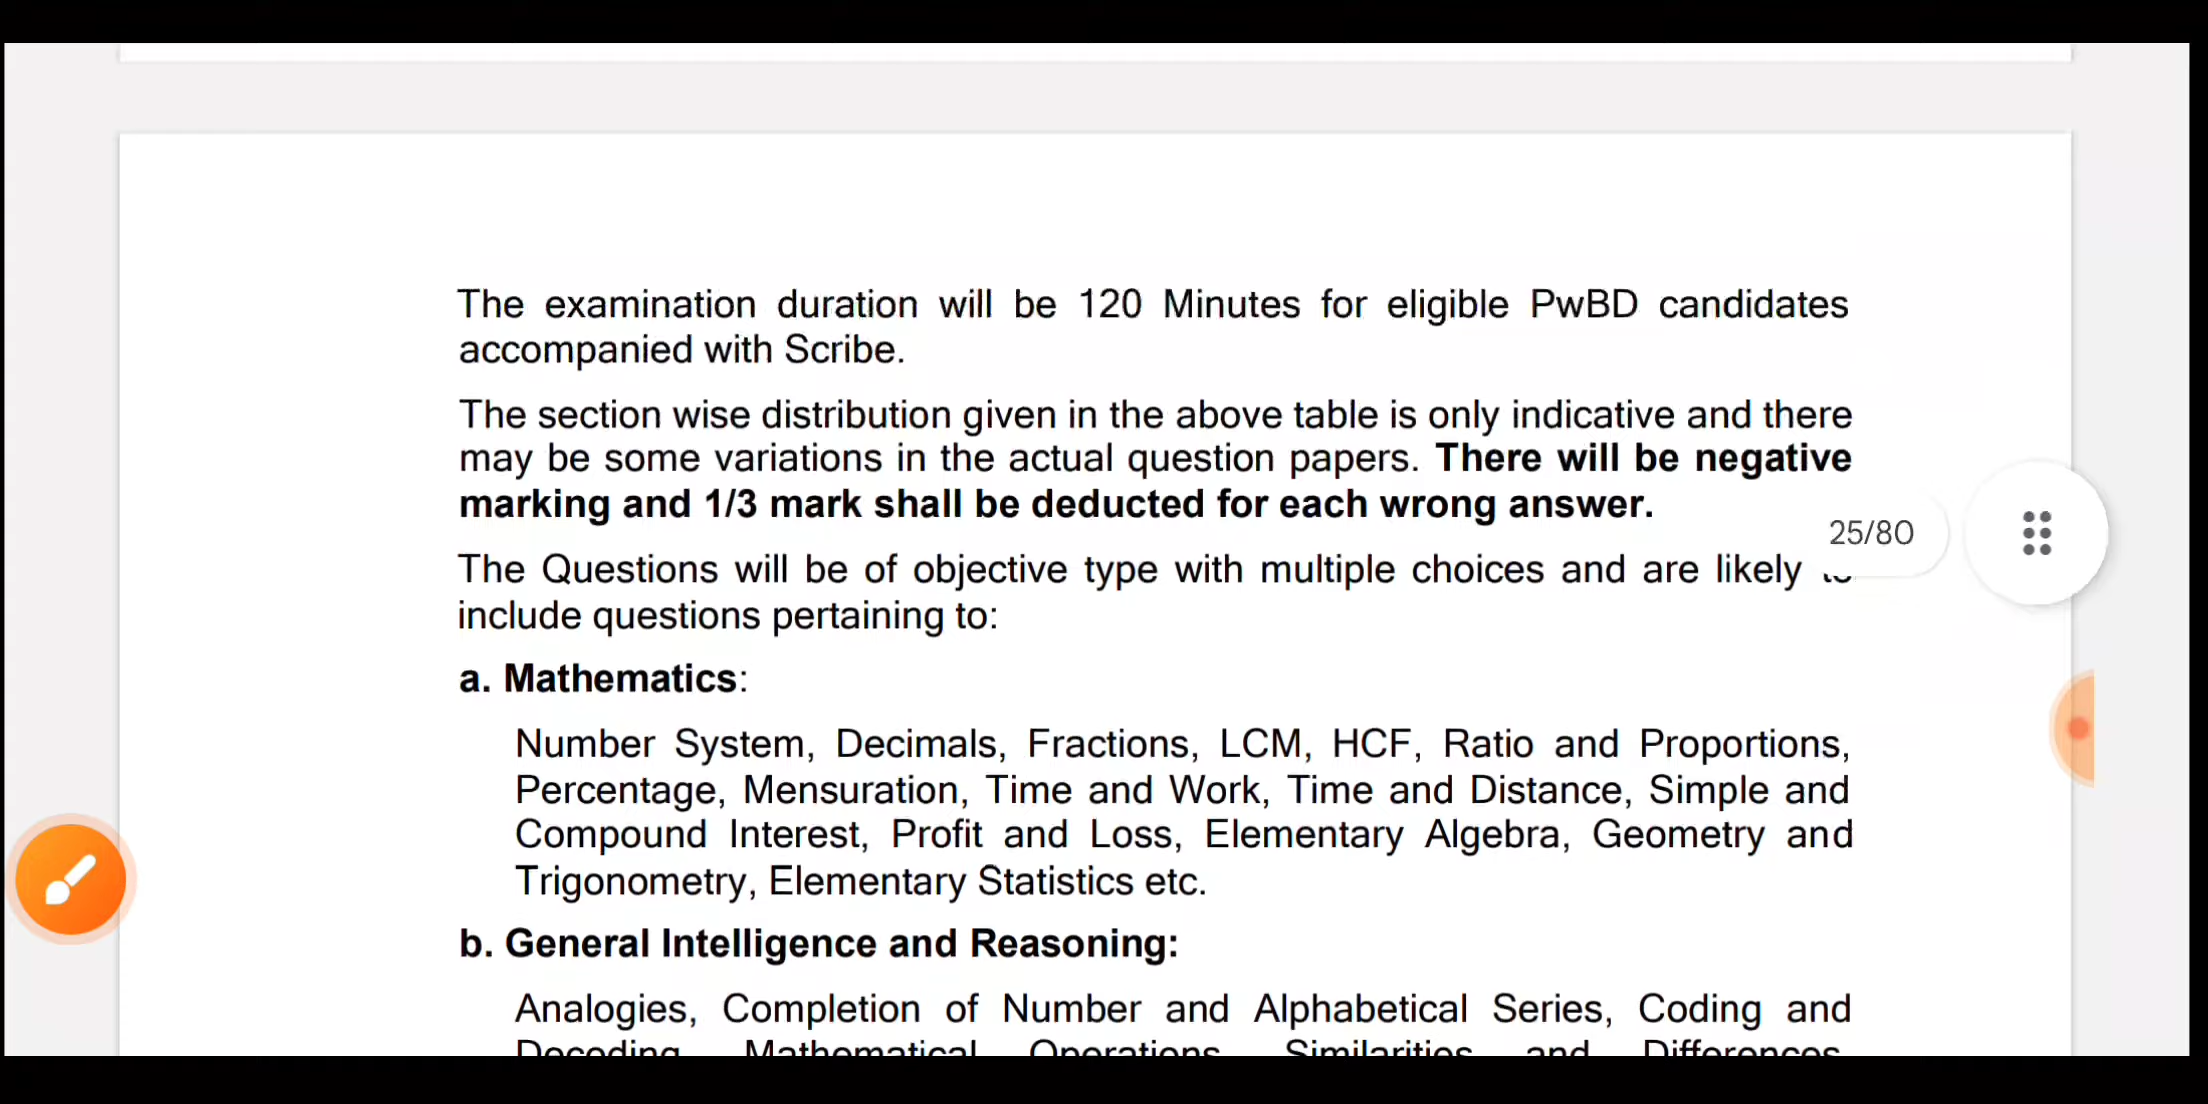 The examination duration will be 120 Minutes for eligible PwBD candidates
accompanied with Scribe.
The section wise distribution given in the above table is only indicative and there
may be some variations in the actual question papers. There will be negative
marking and 1/3 mark shall be deducted for each wrong answer.
25/80
The Questions will be of objective type with multiple choices and are likely
include questions pertaining to:
a. Mathematics:
Number System, Decimals, Fractions, LCM, HCF, Ratio and Proportions,
Percentage, Mensuration, Time and Work, Time and Distance, Simple and
Compound Interest, Profit and Loss, Elementary Algebra, Geometry and
Trigonometry, Elementary Statistics etc.
b. General Intelligence and Reasoning:
Analogies, Completion of Number and Alphabetical Series, Coding and
Decoding, Mathematical Operations, Similarities and Differences,